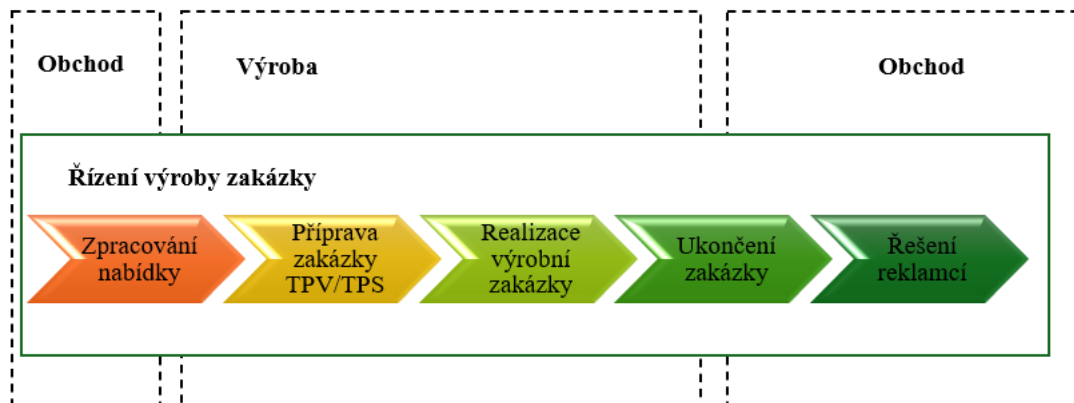 Obchod
Výroba
Obchod
Řízení výroby zakázky
Zpracování
nabídky
Příprava
zakázky
TPV/TPS
Realizace
výrobní
zakázky
Ukončení
zakázky
Řešení
reklamcí